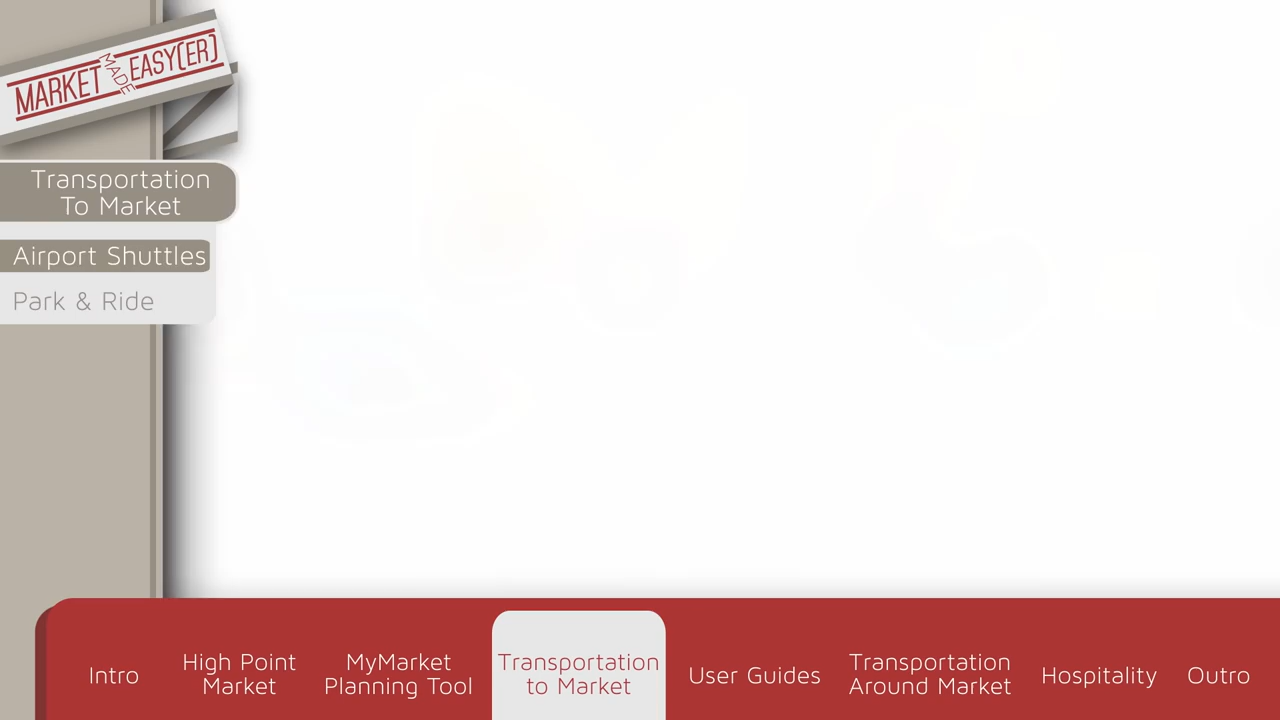 MARKET MADE EASY(ER)
Transportation
To Market
Airport Shuttles
Park & Ride
Intro
High Point
Market
MyMarket
Planning Tool
Transportation
to Market
User Guides
Transportation
Around Market
Hospitality
Outro